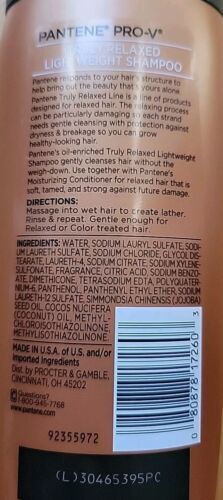 PANTENE® PRO-V®
TRULY RELAXED
LIGHTWEIGHT SHAMPOO
Pantene responds to your hair's structure to
help bring out the beauty that's yours alone.
Pantene Truly Relaxed Line is a line of products
designed for relaxed hair. The relaxing process
can be particularly damaging so each strand
needs gentle cleansing with protection against
dryness & breakage so you can grow
healthy-looking hair.
Pantene's oil-enriched Truly Relaxed Lightweight
Shampoo gently cleanses hair without the
weigh-down. Use together with Pantene's
Moisturizing Conditioner for relaxed hair that is
soft, tamed, and strong against future damage.
DIRECTIONS:
Massage into wet hair to create lather.
Rinse & repeat. Gentle enough for
Relaxed or Color treated hair.
INGREDIENTS: WATER, SODIUM LAURYL SULFATE, SOD-
IUM LAURETH SULFATE, SODIUM CHLORIDE, GLYCOL DIS-
TEARATE, LAURETH-4, SODIUM CITRATE, SODIUM XYLENE-
SULFONATE, FRAGRANCE, CITRIC ACID, SODIUM BENZO-
ATE, DIMETHICONE, TETRASODIUM EDTA, POLYQUATER-
NIUM-6, PANTHENOL, PANTHENYL ETHYL ETHER, SODIUM
LAURETH-12 SULFATE, SIMMONDSIA CHINENSIS (JOJOBA)
SEED OIL, COCOS NUCIFERA
(COCONUT) OIL, METHYL-
CHLOROISOTHIAZOLINONE,
METHYLISOTHIAZOLINONE.
MADE IN U.S.A. of U.S. and/or
Imported Ingredients
Dist. by PROCTER & GAMBLE,
CINCINNATI, OH 45202
Questions?
1-800-945-7768
www.pantene.com
92355972
0 80878 17260 3
(L)30465395PC